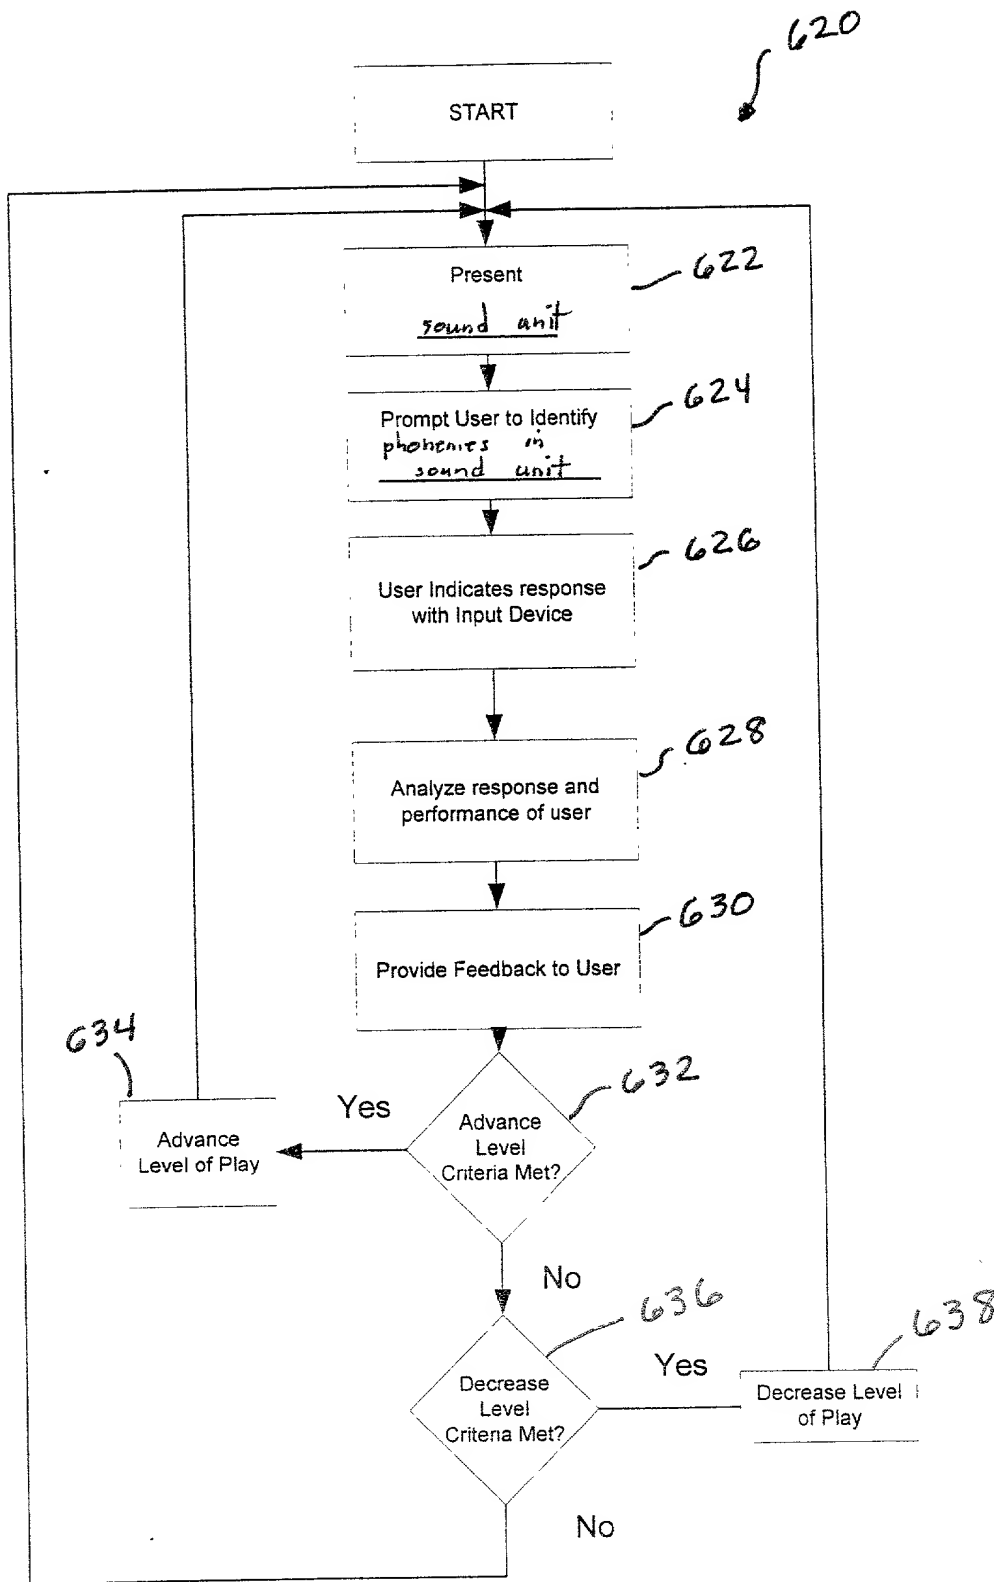 620
START
Present
622
sound unit
Prompt User to Identify
624
phonemes in
sound unit
626
User Indicates response
with Input Device
628
Analyze response and
performance of user
630
Provide Feedback to User
634
632
Yes
Advance
Level of Play
Advance
Level
Criteria Met?
No
636
638
Yes
Decrease
Level
Criteria Met?
Decrease Level
of Play
No